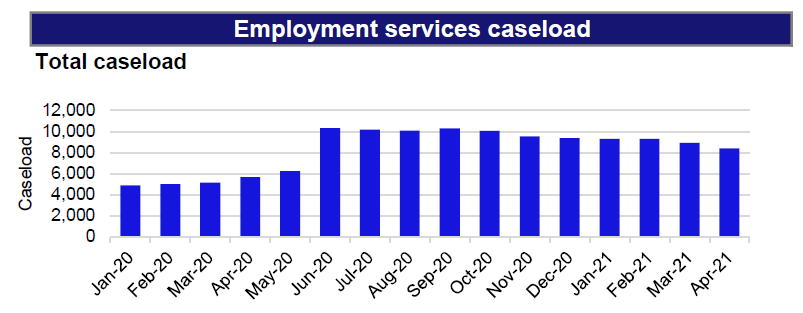 Employment services caseload
Total caseload
Caseload
12,000
10,000
8,000
6,000
4,000
2,000
0
Jan-20
Feb-20
Mar-20
Apr-20
May-20
Jun-20
Jul-20
Aug-20
Sep-20
Oct-20
Nov-20
Dec-20
Jan-21
Feb-21
Mar-21
Apr-21